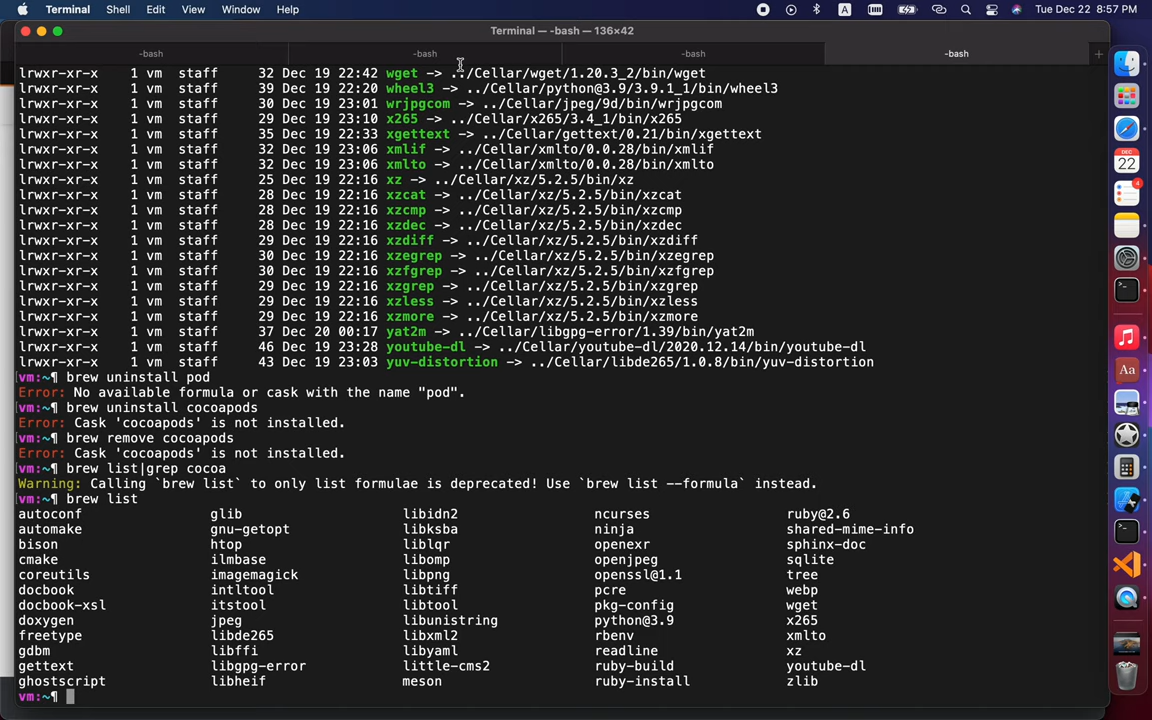 Terminal Shell Edit View Window Help A Tue Dec 22 8:57 PM
Terminal — -bash — 136×42
-bash -bash -bash -bash +
lrwxr-xr-x 1 vm staff 32 Dec 19 22:42 wget -> ../Cellar/wget/1.20.3_2/bin/wget
lrwxr-xr-x 1 vm staff 39 Dec 19 22:20 wheel3 -> ../Cellar/python@3.9/3.9.1_1/bin/wheel3
lrwxr-xr-x 1 vm staff 30 Dec 19 23:01 wrjpgcom -> ../Cellar/jpeg/9d/bin/wrjpgcom
lrwxr-xr-x 1 vm staff 29 Dec 19 23:10 x265 -> ../Cellar/x265/3.4_1/bin/x265
lrwxr-xr-x 1 vm staff 35 Dec 19 22:33 xgettext -> ../Cellar/gettext/0.21/bin/xgettext
lrwxr-xr-x 1 vm staff 32 Dec 19 23:06 xmlif -> ../Cellar/xmlto/0.0.28/bin/xmlif
lrwxr-xr-x 1 vm staff 32 Dec 19 23:06 xmlto -> ../Cellar/xmlto/0.0.28/bin/xmlto
lrwxr-xr-x 1 vm staff 25 Dec 19 22:16 xz -> ../Cellar/xz/5.2.5/bin/xz
lrwxr-xr-x 1 vm staff 28 Dec 19 22:16 xzcat -> ../Cellar/xz/5.2.5/bin/xzcat
lrwxr-xr-x 1 vm staff 28 Dec 19 22:16 xzcmp -> ../Cellar/xz/5.2.5/bin/xzcmp
lrwxr-xr-x 1 vm staff 28 Dec 19 22:16 xzdec -> ../Cellar/xz/5.2.5/bin/xzdec
lrwxr-xr-x 1 vm staff 29 Dec 19 22:16 xzdiff -> ../Cellar/xz/5.2.5/bin/xzdiff
lrwxr-xr-x 1 vm staff 30 Dec 19 22:16 xzegrep -> ../Cellar/xz/5.2.5/bin/xzegrep
lrwxr-xr-x 1 vm staff 30 Dec 19 22:16 xzfgrep -> ../Cellar/xz/5.2.5/bin/xzfgrep
lrwxr-xr-x 1 vm staff 29 Dec 19 22:16 xzgrep -> ../Cellar/xz/5.2.5/bin/xzgrep
lrwxr-xr-x 1 vm staff 29 Dec 19 22:16 xzless -> ../Cellar/xz/5.2.5/bin/xzless
lrwxr-xr-x 1 vm staff 29 Dec 19 22:16 xzmore -> ../Cellar/xz/5.2.5/bin/xzmore
lrwxr-xr-x 1 vm staff 37 Dec 20 00:17 yat2m -> ../Cellar/libgpg-error/1.39/bin/yat2m
lrwxr-xr-x 1 vm staff 46 Dec 19 23:28 youtube-dl -> ../Cellar/youtube-dl/2020.12.14/bin/youtube-dl
lrwxr-xr-x 1 vm staff 43 Dec 19 23:03 yuv-distortion -> ../Cellar/libde265/1.0.8/bin/yuv-distortion
[vm:~¶ brew uninstall pod
Error: No available formula or cask with the name "pod".
[vm:~¶ brew uninstall cocoapods
Error: Cask 'cocoapods' is not installed.
[vm:~¶ brew remove cocoapods
Error: Cask 'cocoapods' is not installed.
[vm:~¶ brew list|grep cocoa
Warning: Calling `brew list` to only list formulae is deprecated! Use `brew list --formula` instead.
[vm:~¶ brew list
autoconf glib libidn2 ncurses ruby@2.6
automake gnu-getopt libksba ninja shared-mime-info
bison htop liblqr openexr sphinx-doc
cmake ilmbase libomp openjpeg sqlite
coreutils imagemagick libpng openssl@1.1 tree
docbook intltool libtiff pcre webp
docbook-xsl itstool libtool pkg-config wget
doxygen jpeg libunistring python@3.9 x265
freetype libde265 libxml2 rbenv xmlto
gdbm libffi libyaml readline xz
gettext libgpg-error little-cms2 ruby-build youtube-dl
ghostscript libheif meson ruby-install zlib
vm:~¶
DEC
22
4
Aa